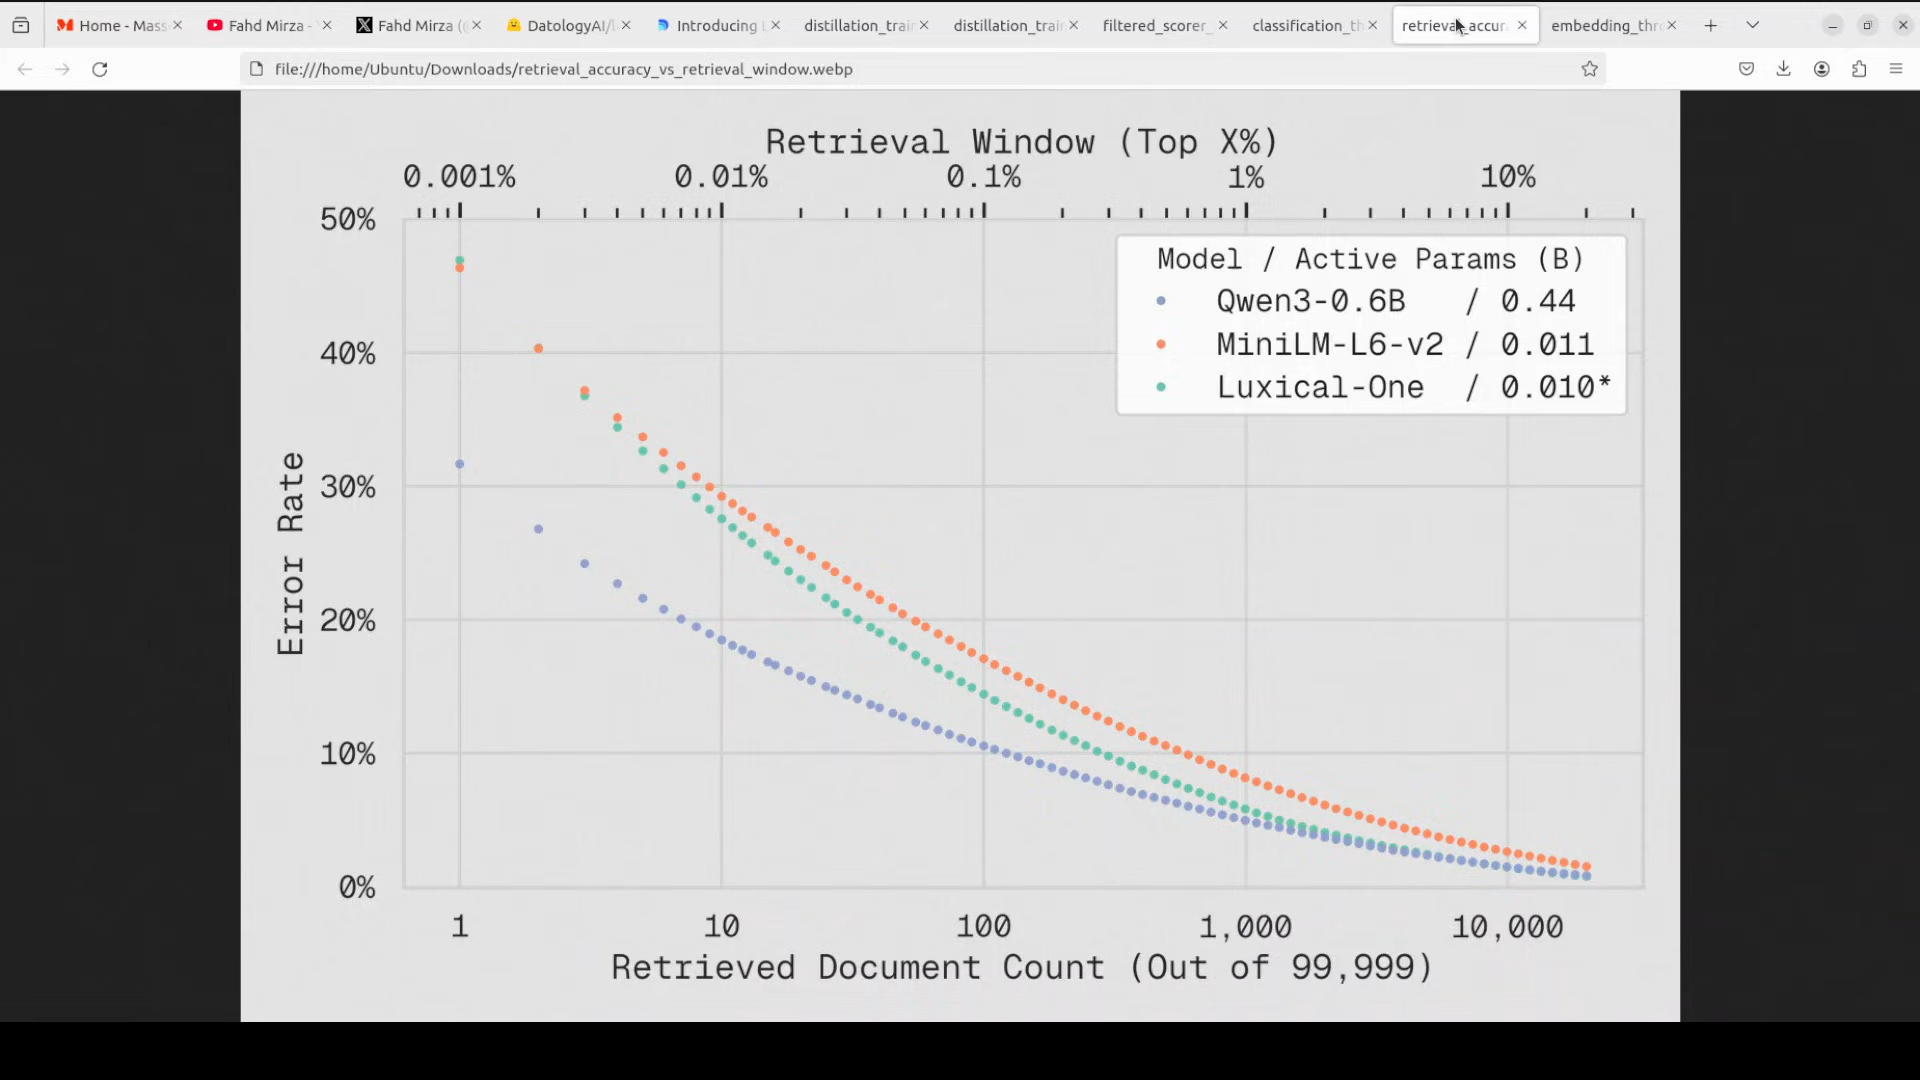 Home - Mass
Fahd Mirza -
Fahd Mirza (
DatologyAI/l
Introducing L
distillation_trai
distillation_trai
filtered_scorer_
classification_th
retrieval_accur
embedding_thro
file:///home/Ubuntu/Downloads/retrieval_accuracy_vs_retrieval_window.webp
Retrieval Window (Top X%)
0.001% 0.01% 0.1% 1% 10%
50%
40%
30%
20%
10%
0%
Error Rate
Model / Active Params (B)
Qwen3-0.6B / 0.44
MiniLM-L6-v2 / 0.011
Luxical-One / 0.010*
1 10 100 1,000 10,000
Retrieved Document Count (Out of 99,999)